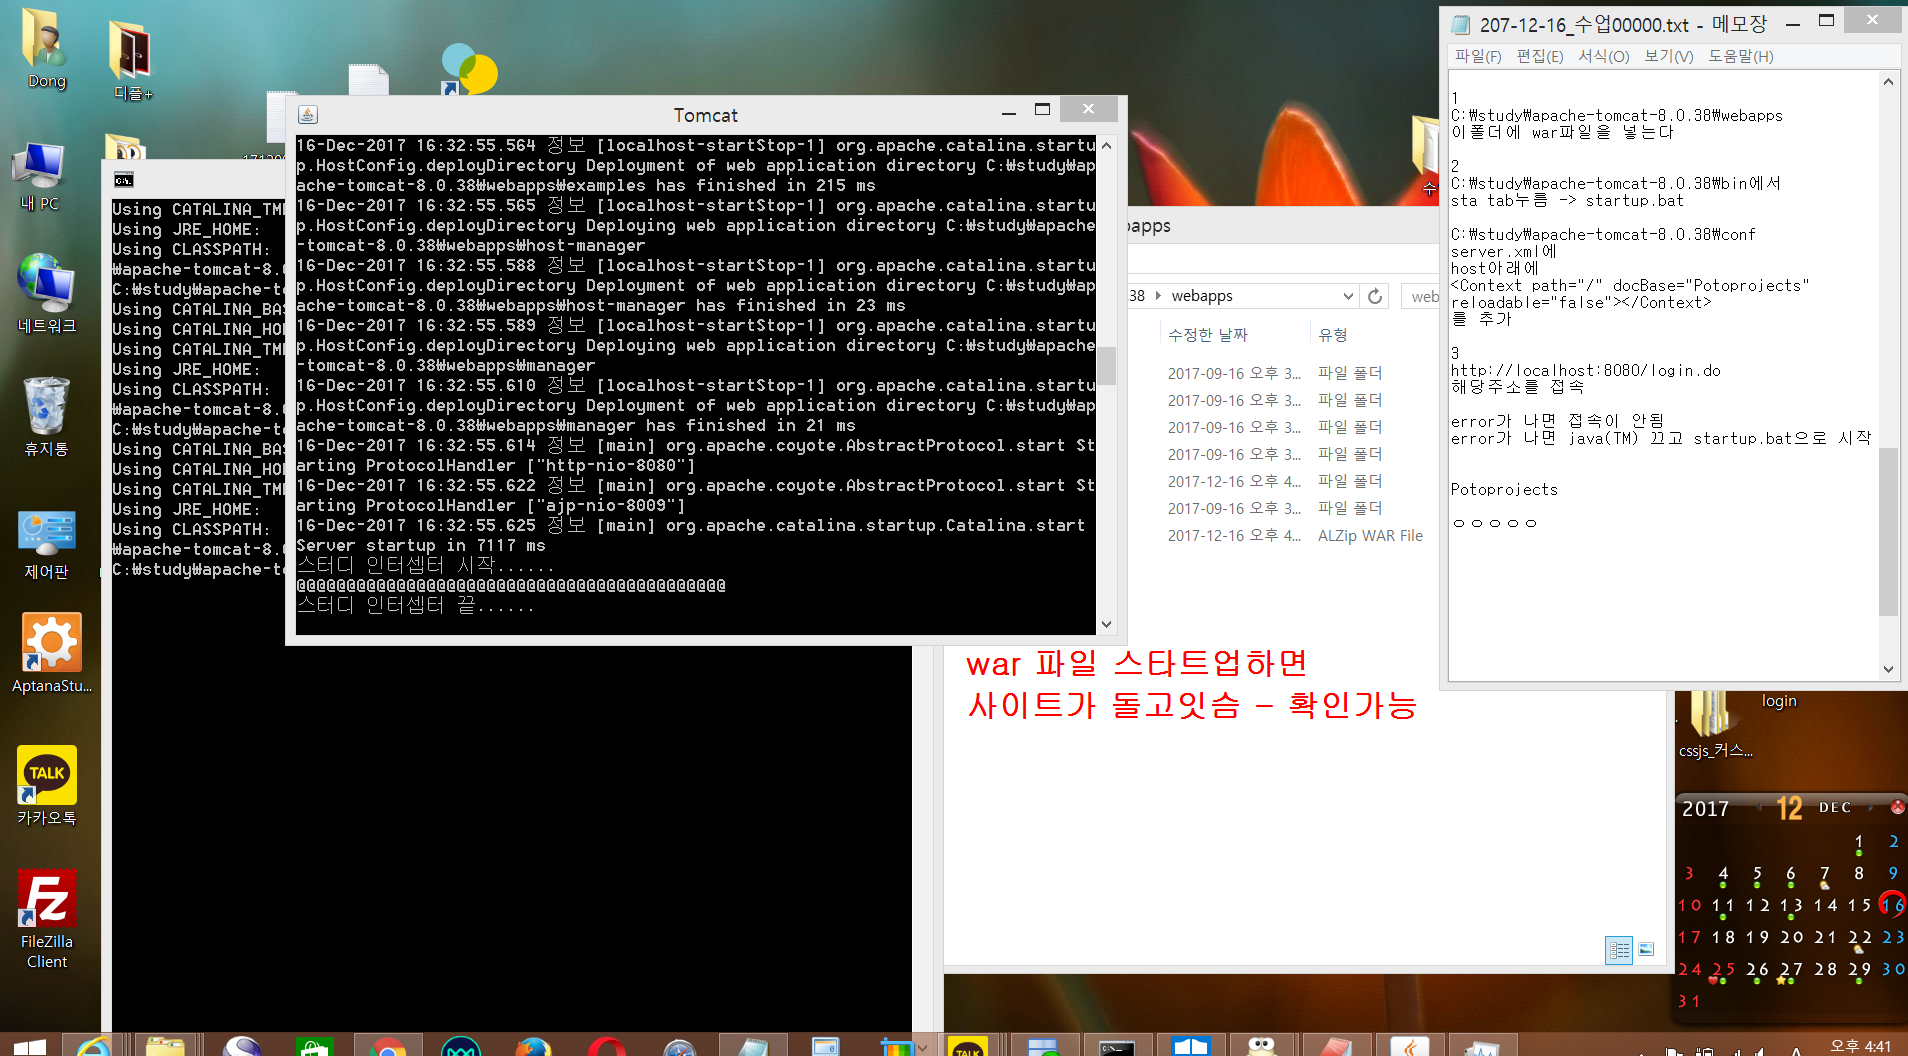 Dong
디플+
내 PC
네트워크
휴지통
제어판
AptanaStu...
TALK
카카오톡
FileZilla
Client
C:\.
Using CATALINA_TMP
Using JRE_HOME:
Using CLASSPATH:
₩apache-tomcat-8.0
C:₩study₩apache-to
Using CATALINA_BAS
Using CATALINA_HOM
Using CATALINA_TMP
Using JRE_HOME:
Using CLASSPATH:
₩apache-tomcat-8.0
C:₩study₩apache-to
Using CATALINA_BAS
Using CATALINA_HOM
Using CATALINA_TMP
Using JRE_HOME:
Using CLASSPATH:
₩apache-tomcat-8.0
C:₩study₩apache-to
Tomcat
16-Dec-2017 16:32:55.564 정보 [localhost-startStop-1] org.apache.catalina.startu
p.HostConfig.deployDirectory Deployment of web application directory C:₩study₩ap
ache-tomcat-8.0.38₩webapps₩examples has finished in 215 ms
16-Dec-2017 16:32:55.565 정보 [localhost-startStop-1] org.apache.catalina.startu
p.HostConfig.deployDirectory Deploying web application directory C:₩study₩apache
-tomcat-8.0.38₩webapps₩host-manager
16-Dec-2017 16:32:55.588 정보 [localhost-startStop-1] org.apache.catalina.startu
p.HostConfig.deployDirectory Deployment of web application directory C:₩study₩ap
ache-tomcat-8.0.38₩webapps₩host-manager has finished in 23 ms
16-Dec-2017 16:32:55.589 정보 [localhost-startStop-1] org.apache.catalina.startu
p.HostConfig.deployDirectory Deploying web application directory C:₩study₩apache
-tomcat-8.0.38₩webapps₩manager
16-Dec-2017 16:32:55.610 정보 [localhost-startStop-1] org.apache.catalina.startu
p.HostConfig.deployDirectory Deployment of web application directory C:₩study₩ap
ache-tomcat-8.0.38₩webapps₩manager has finished in 21 ms
16-Dec-2017 16:32:55.614 정보 [main] org.apache.coyote.AbstractProtocol.start St
arting ProtocolHandler ["http-nio-8080"]
16-Dec-2017 16:32:55.622 정보 [main] org.apache.coyote.AbstractProtocol.start St
arting ProtocolHandler ["ajp-nio-8009"]
16-Dec-2017 16:32:55.625 정보 [main] org.apache.catalina.startup.Catalina.start
Server startup in 7117 ms
스터디 인터셉터 시작......
@@@@@@@@@@@@@@@@@@@@@@@@@@@@@@@@@@@@@@@@@@@
스터디 인터셉터 끝......
수
38 webapps
web
수정한 날짜 유형
2017-09-16 오후 3... 파일 폴더
2017-09-16 오후 3... 파일 폴더
2017-09-16 오후 3... 파일 폴더
2017-09-16 오후 3... 파일 폴더
2017-12-16 오후 4... 파일 폴더
2017-09-16 오후 3... 파일 폴더
2017-12-16 오후 4... ALZip WAR File
war 파일 스타트업하면
사이트가 돌고잇슴 – 확인가능
207-12-16_수업00000.txt - 메모장
파일(F) 편집(E) 서식(O) 보기(V) 도움말(H)
1
C:₩study₩apache-tomcat-8.0.38₩webapps
이폴더에 war파일을 넣는다
2
C:₩study₩apache-tomcat-8.0.38₩bin에서
sta tab누름 -> startup.bat
C:₩study₩apache-tomcat-8.0.38₩conf
server.xml에
host아래에
<Context path="/" docBase="Potoprojects"
reloadable="false"></Context>
를 추가
3
http://localhost:8080/login.do
해당주소를 접속
error가 나면 접속이 안됨
error가 나면 java(TM) 끄고 startup.bat으로 시작
Potoprojects
ㅇㅇㅇㅇㅇ
login
cssjs_커스...
2017 12 DEC
1 2
3 4 5 6 7 8 9
10 11 12 13 14 15 16
17 18 19 20 21 22 23
24 25 26 27 28 29 30
31
TALK
오후 4:41